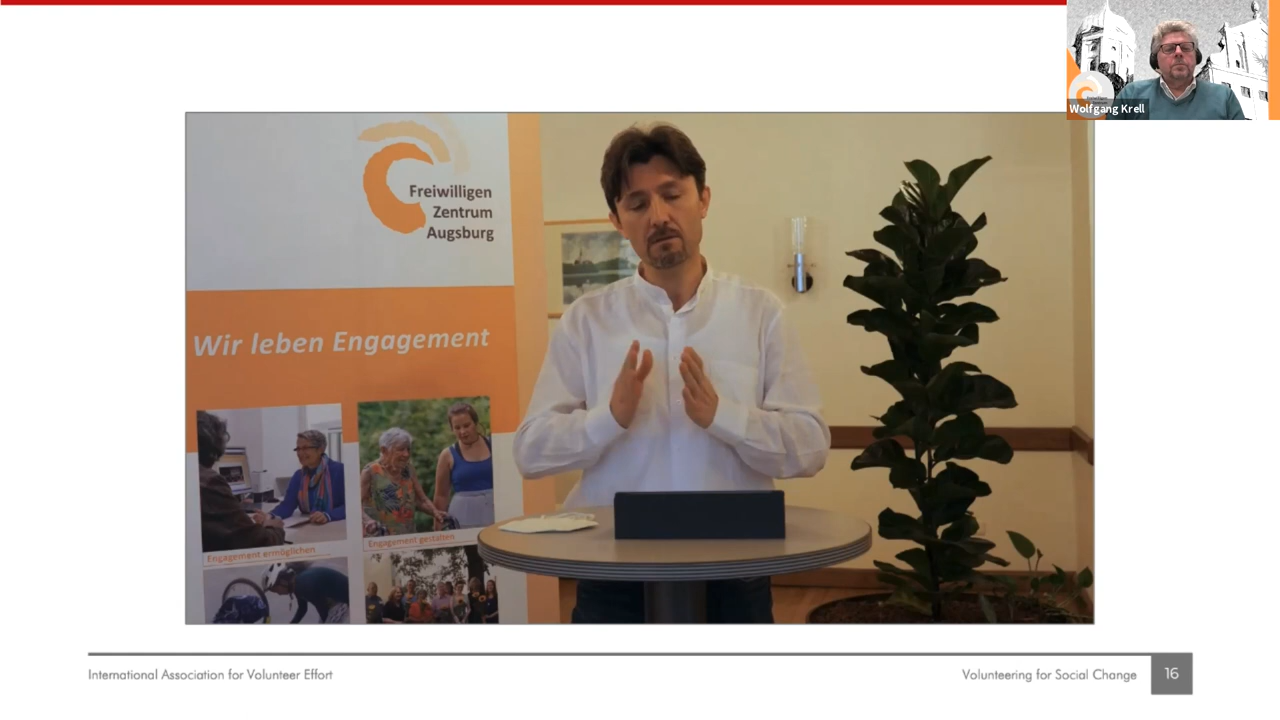 Wolfgang Krell
Freiwilligen
Zentrum
Augsburg
Wir leben Engagement
Engagement ermöglichen
Engagement gestalten
International Association for Volunteer Effort
Volunteering for Social Change
16